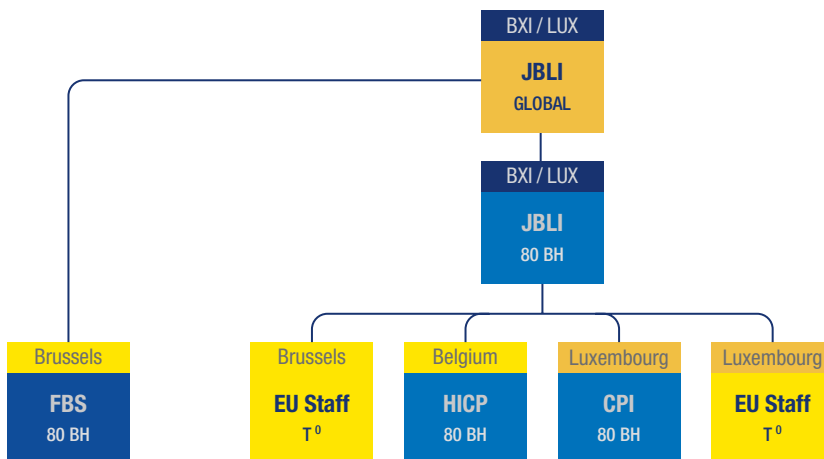 BXI / LUX
JBLI
GLOBAL
BXI / LUX
JBLI
80 BH
Brussels
FBS
80 BH
Brussels
EU Staff
T⁰
Belgium
HICP
80 BH
Luxembourg
CPI
80 BH
Luxembourg
EU Staff
T⁰